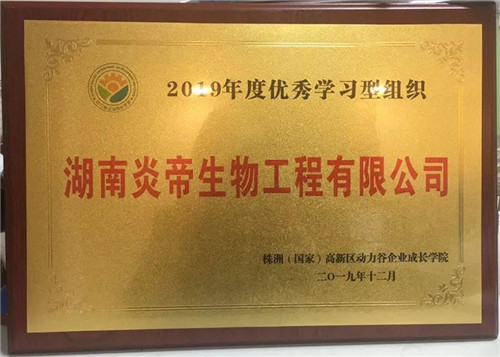 2019年度优秀学习型组织
湖南炎帝生物工程有限公司
株洲（国家）高新区动力谷企业成长学院
二〇一九年十二月